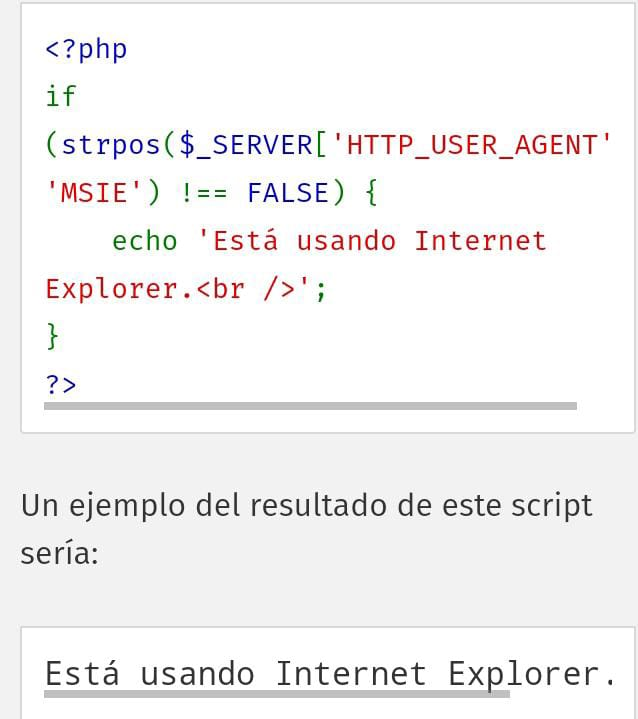 <?php
if
(strpos($_SERVER['HTTP_USER_AGENT'
'MSIE') !== FALSE) {
    echo 'Está usando Internet
Explorer.<br />';
}
?>
Un ejemplo del resultado de este script
sería:
Está usando Internet Explorer.